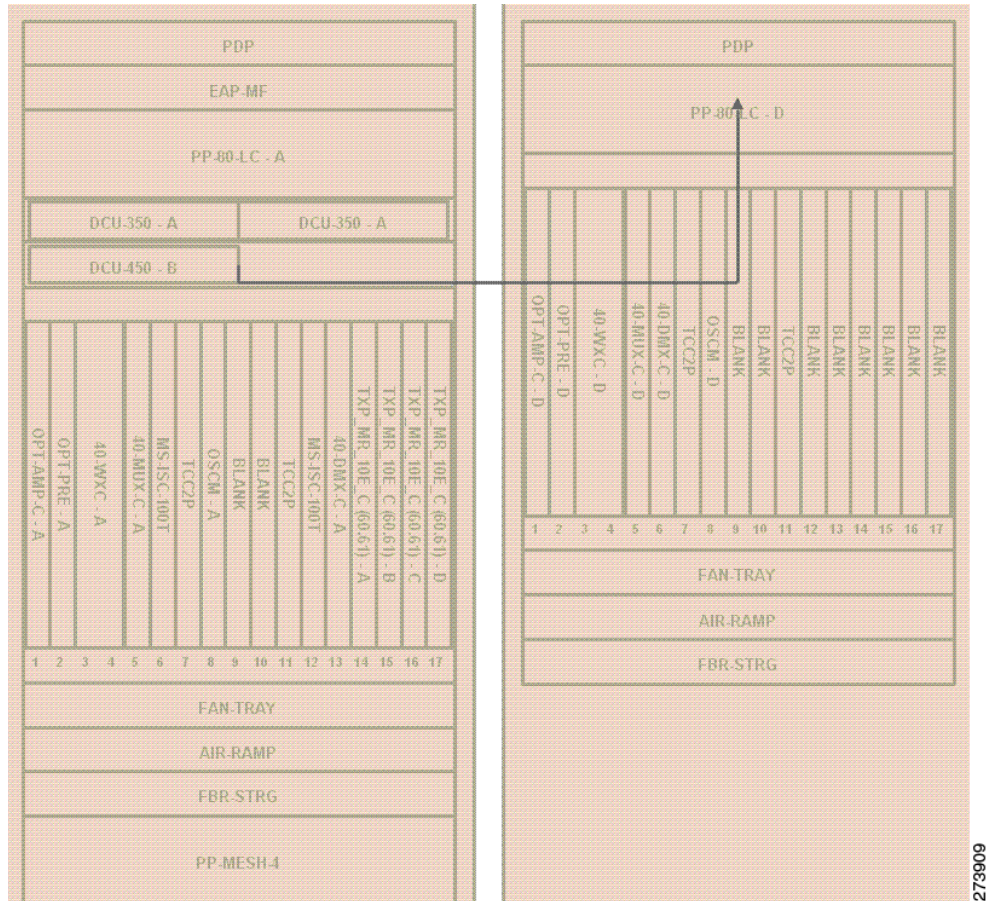 PDP
EAP-MF
PP-80-LC - A
DCU-350 - A
DCU-350 - A
DCU-450 - B
OPT-AMP-C - A
OPT-PRE - A
40-WXC - A
40-MUX-C - A
MS-ISC-100T
TCC2P
OSCM - A
BLANK
BLANK
TCC2P
MS-ISC-100T
40-DMX-C - A
TXP_MR_10E_C (60.61) - A
TXP_MR_10E_C (60.61) - B
TXP_MR_10E_C (60.61) - C
TXP_MR_10E_C (60.61) - D
1 2 3 4 5 6 7 8 9 10 11 12 13 14 15 16 17
FAN-TRAY
AIR-RAMP
FBR-STRG
PP-MESH-4
PDP
PP-80-LC - D
OPT-AMP-C - D
OPT-PRE - D
40-WXC - D
40-MUX-C - D
40-DMX-C - D
TCC2P
OSCM - D
BLANK
BLANK
TCC2P
BLANK
BLANK
BLANK
BLANK
BLANK
BLANK
1 2 3 4 5 6 7 8 9 10 11 12 13 14 15 16 17
FAN-TRAY
AIR-RAMP
FBR-STRG
273909